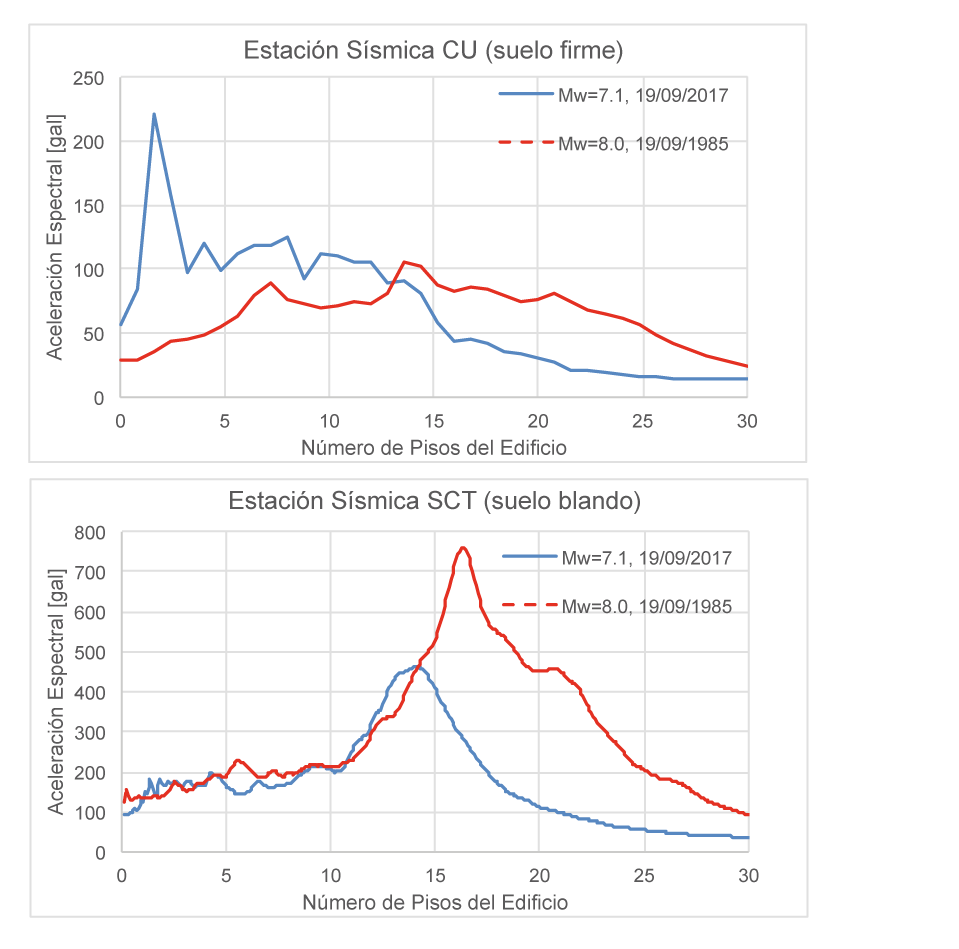 Estación Sísmica CU (suelo firme)
250
200
150
100
50
0
Aceleración Espectral [gal]
Mw=7.1, 19/09/2017
Mw=8.0, 19/09/1985
0 5 10 15 20 25 30
Número de Pisos del Edificio
Estación Sísmica SCT (suelo blando)
800
700
600
500
400
300
200
100
0
Aceleración Espectral [gal]
Mw=7.1, 19/09/2017
Mw=8.0, 19/09/1985
0 5 10 15 20 25 30
Número de Pisos del Edificio